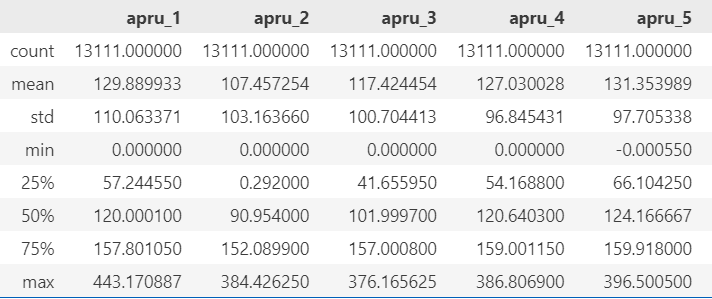 apru_1 apru_2 apru_3 apru_4 apru_5
count 13111.000000 13111.000000 13111.000000 13111.000000 13111.000000
mean 129.889933 107.457254 117.424454 127.030028 131.353989
std 110.063371 103.163660 100.704413 96.845431 97.705338
min 0.000000 0.000000 0.000000 0.000000 -0.000550
25% 57.244550 0.292000 41.655950 54.168800 66.104250
50% 120.000100 90.954000 101.999700 120.640300 124.166667
75% 157.801050 152.089900 157.000800 159.001150 159.918000
max 443.170887 384.426250 376.165625 386.806900 396.500500